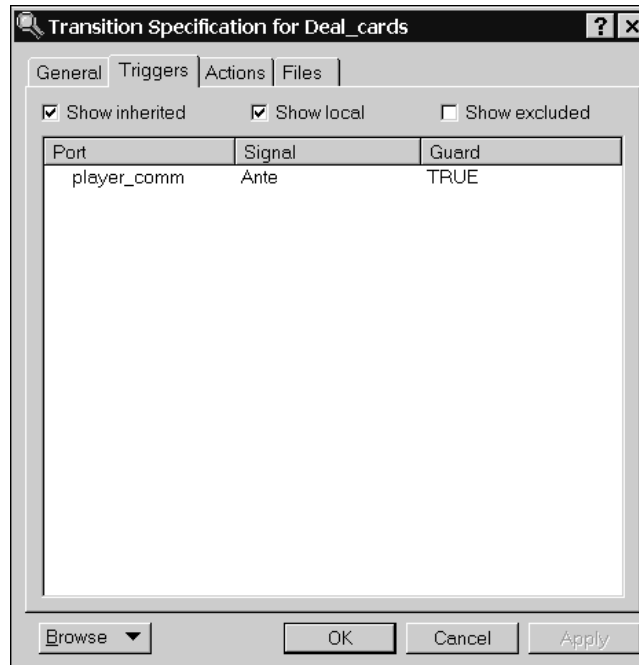 Transition Specification for Deal_cards ? ×
General Triggers Actions Files
Show inherited Show local Show excluded
Port Signal Guard
player_comm Ante TRUE
Browse OK Cancel Apply